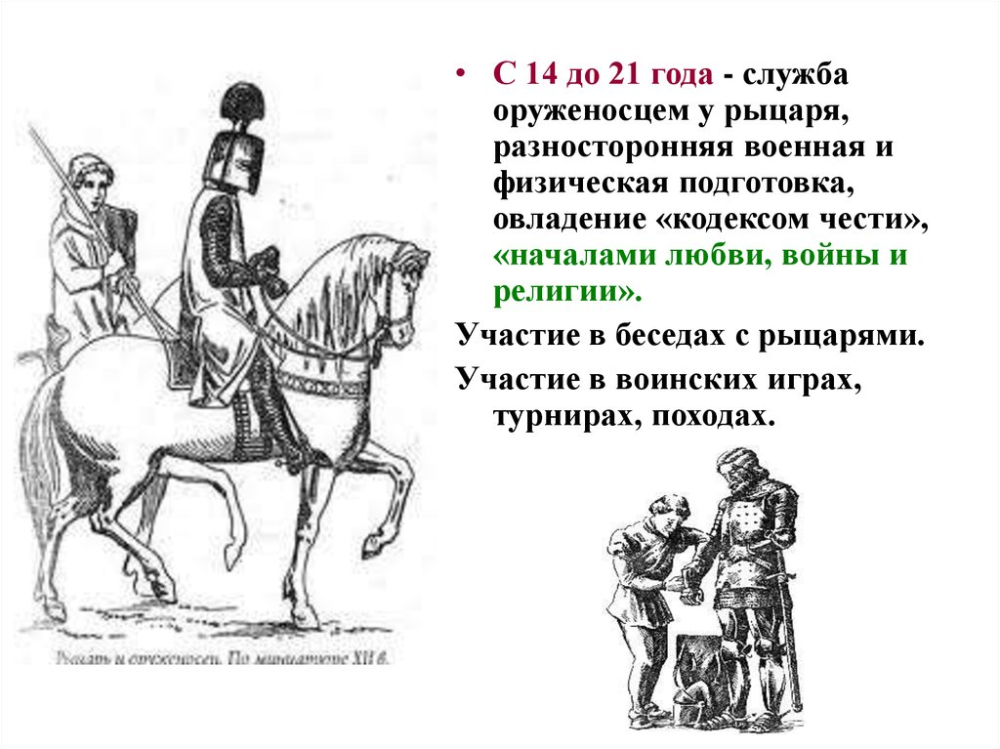 • С 14 до 21 года - служба
оруженосцем у рыцаря,
разносторонняя военная и
физическая подготовка,
овладение «кодексом чести»,
«началами любви, войны и
религии».
Участие в беседах с рыцарями.
Участие в воинских играх,
турнирах, походах.
Рыцарь и оруженосец. По миниатюре XII в.